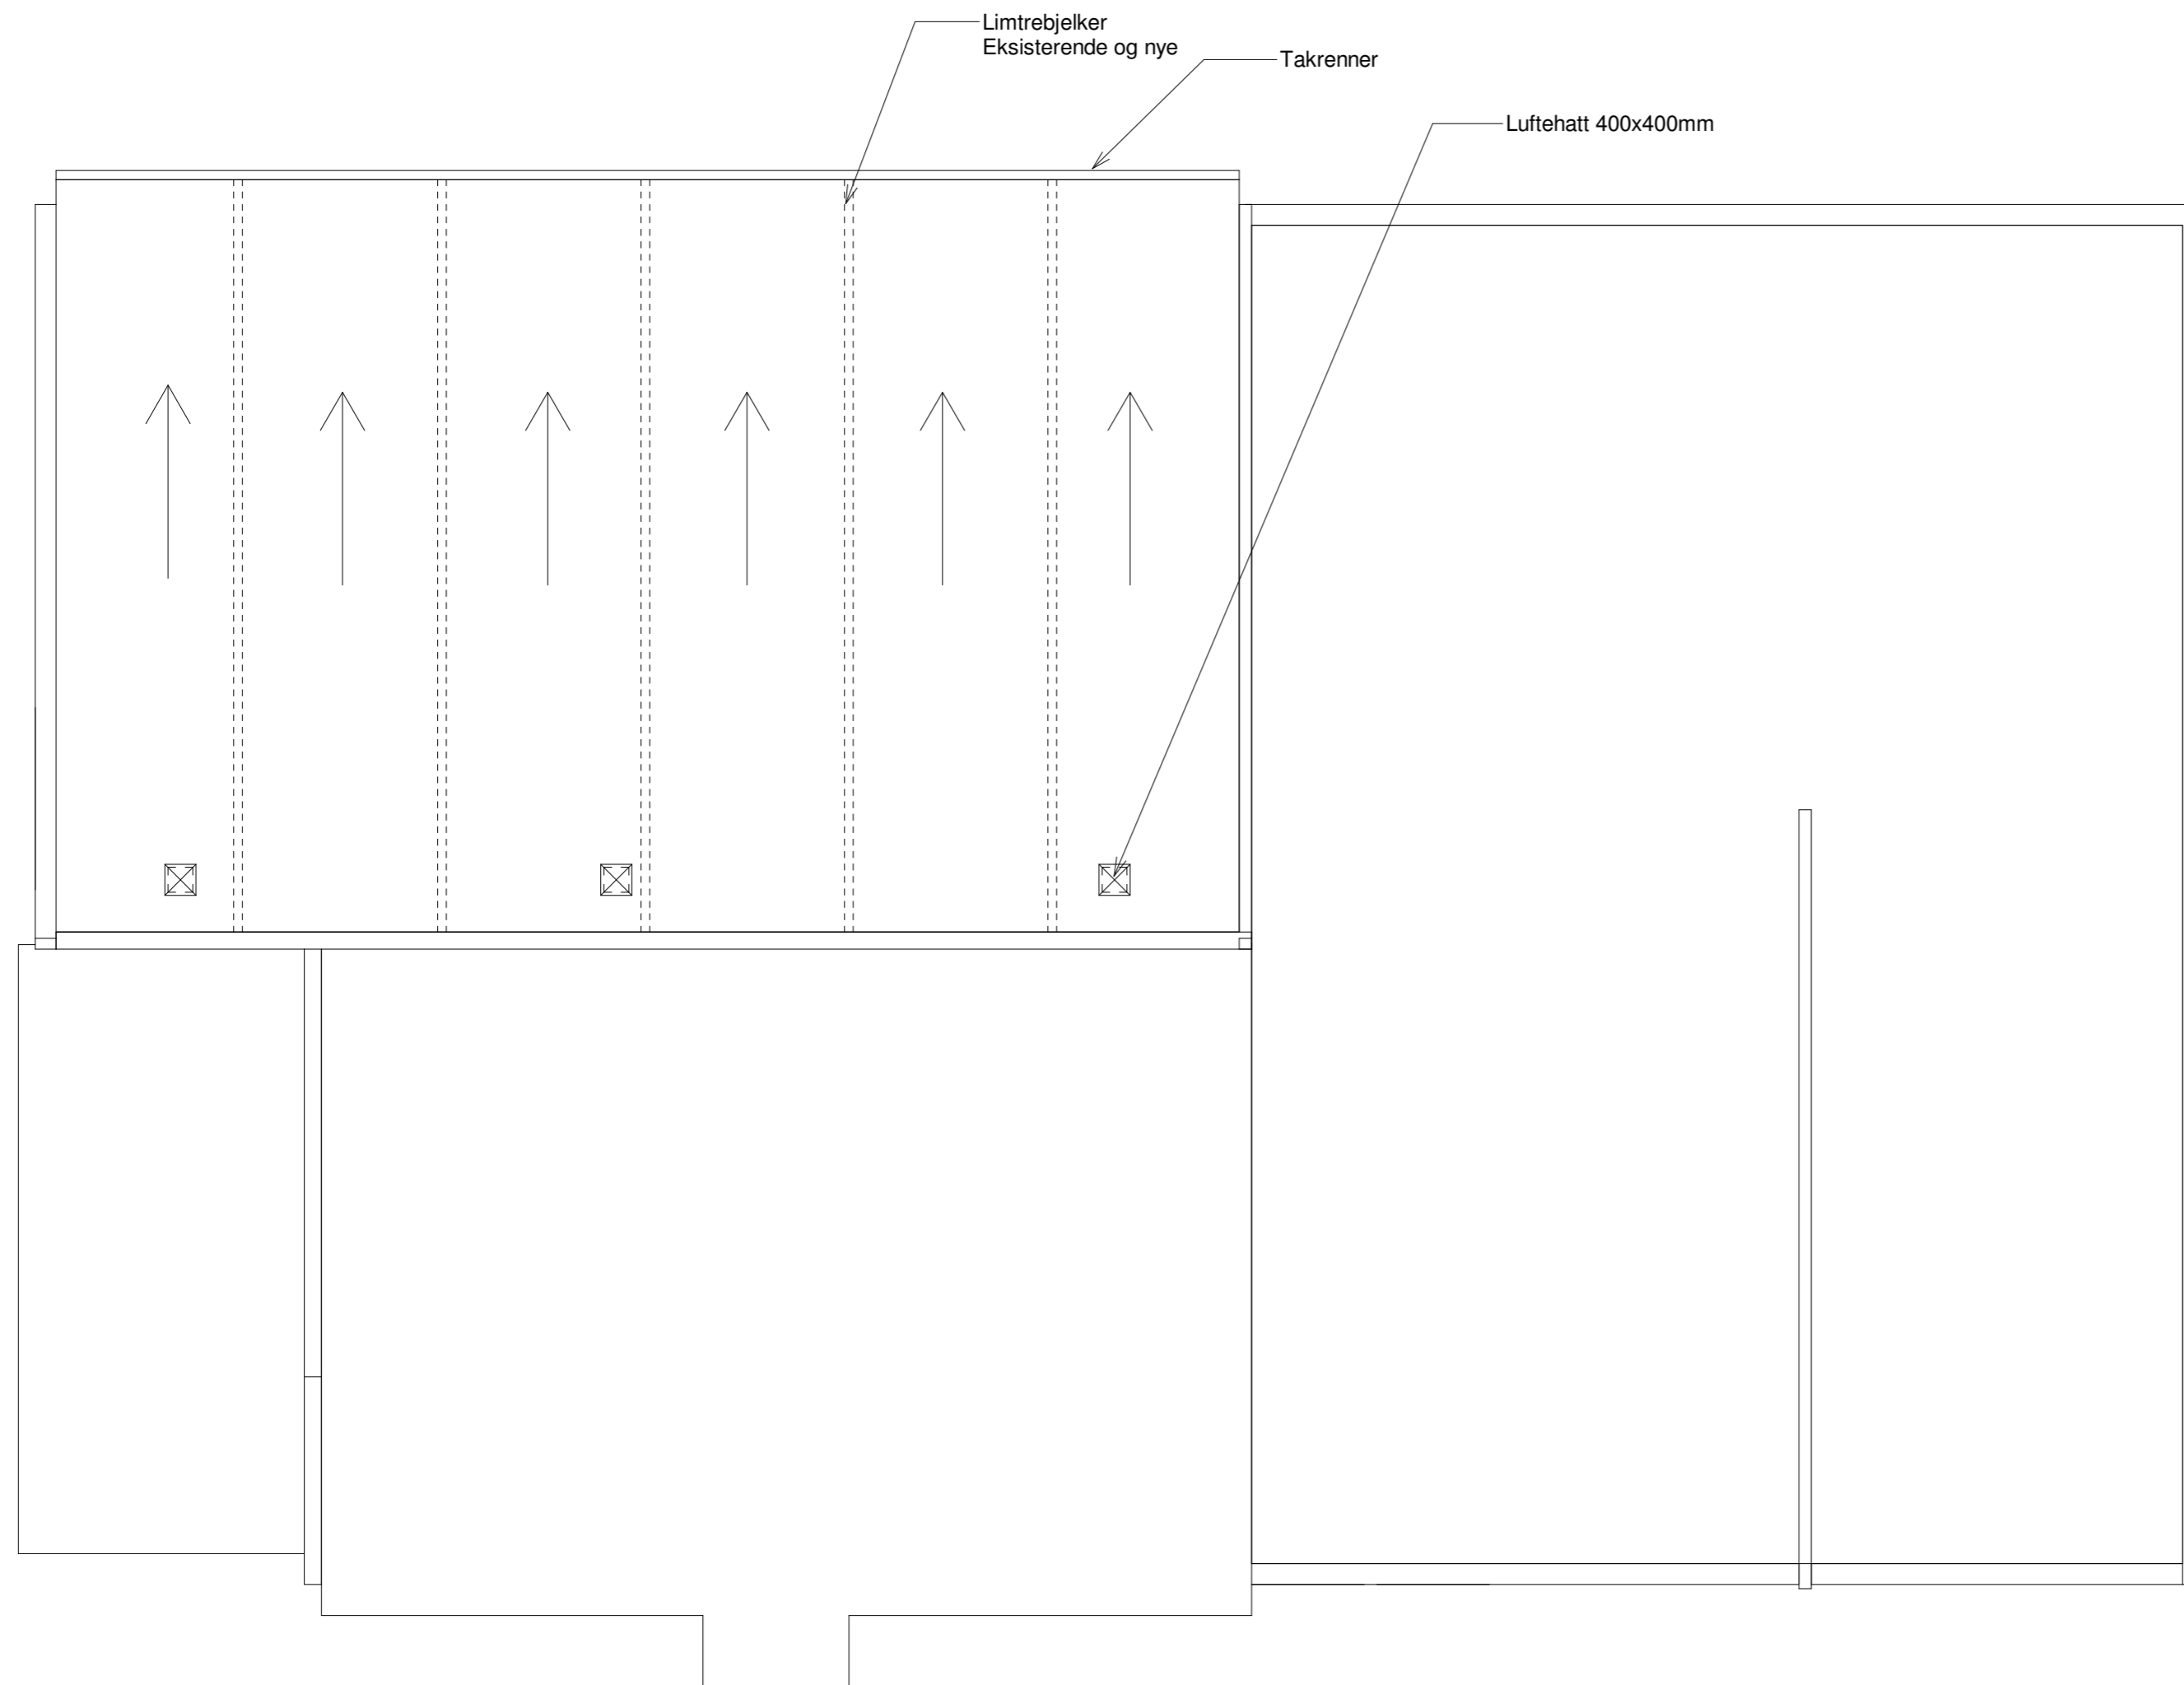 Limtrebjelker
Eksisterende og nye
Takrenner
Luftehatt 400x400mm